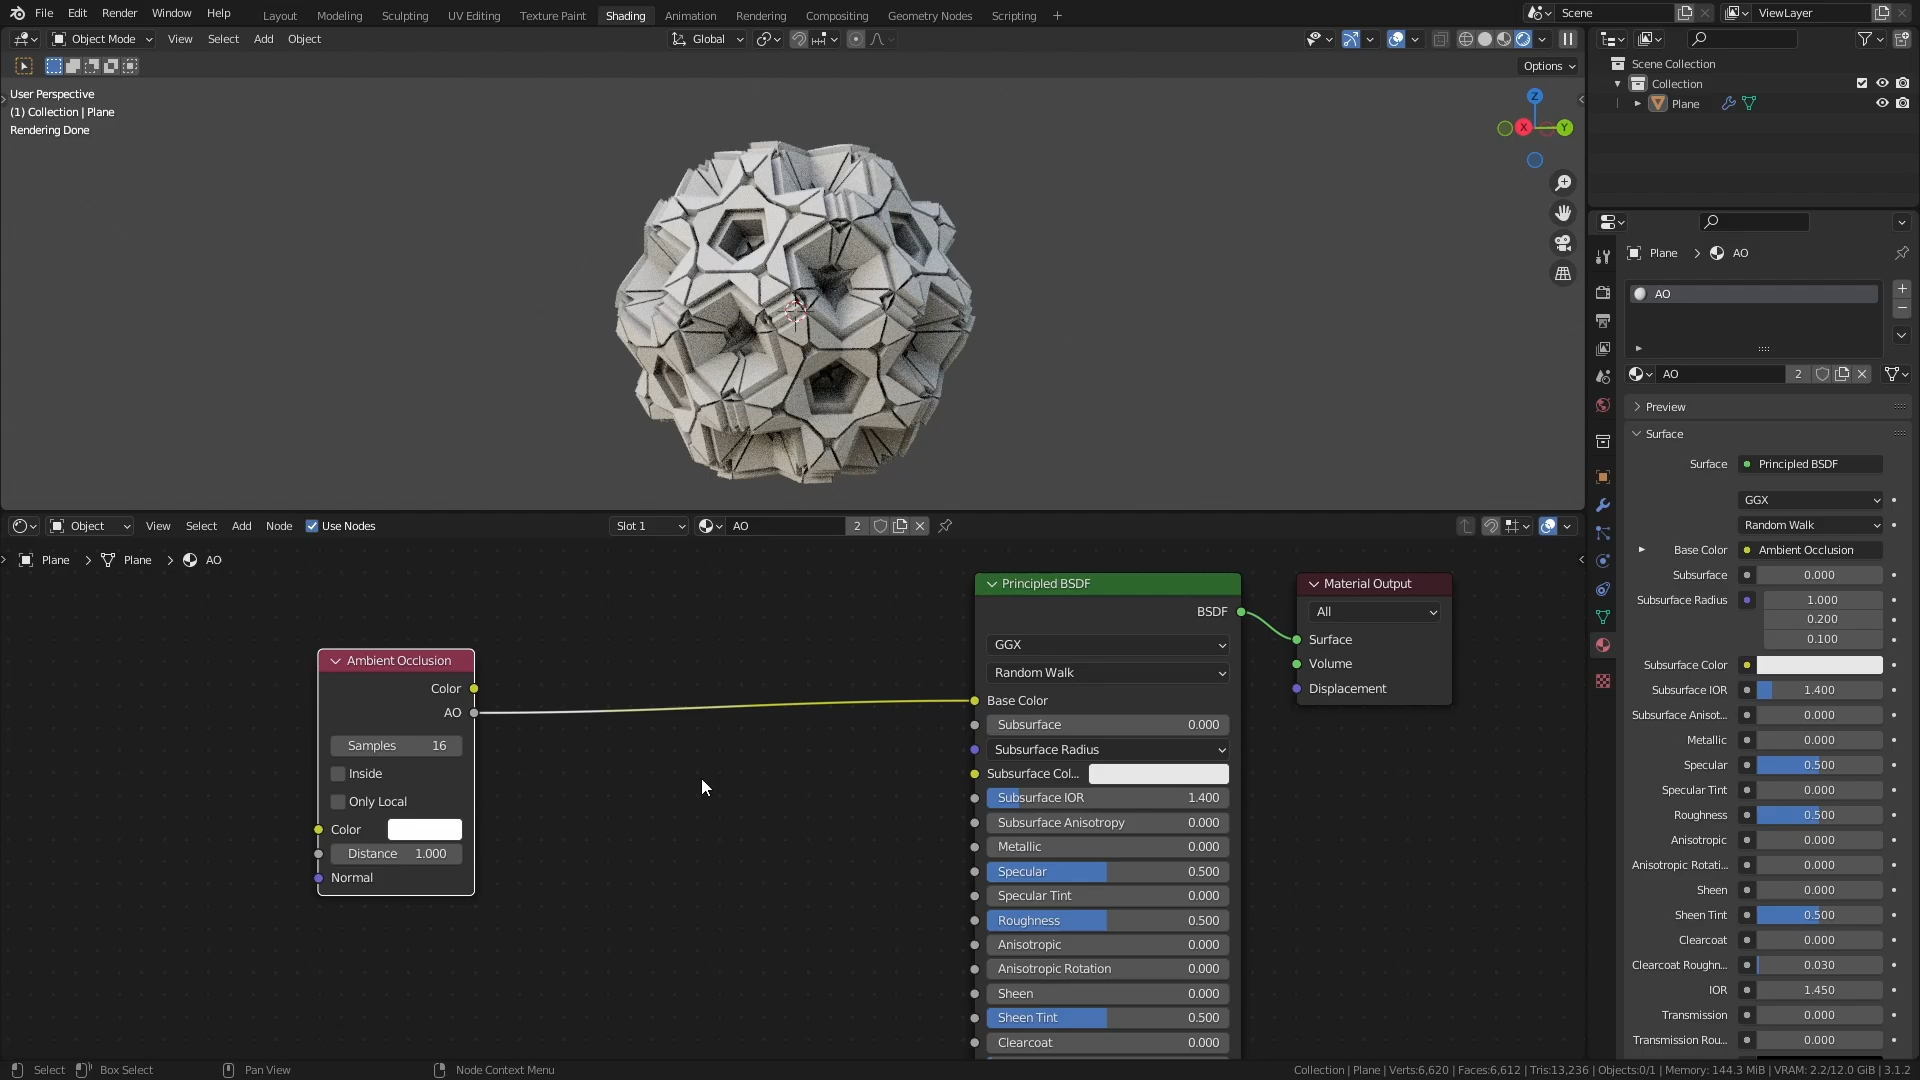 File Edit Render Window Help
Layout Modeling Sculpting UV Editing Texture Paint Shading Animation Rendering Compositing Geometry Nodes Scripting +
Scene ViewLayer
Object Mode View Select Add Object
Global
Options
User Perspective
(1) Collection | Plane
Rendering Done
Z
X
Y
Scene Collection
Collection
Plane
Plane > AO
AO
AO 2
Preview
Surface
Surface Principled BSDF
GGX
Random Walk
Base Color Ambient Occlusion
Subsurface 0.000
Subsurface Radius 1.000
0.200
0.100
Subsurface Color
Subsurface IOR 1.400
Subsurface Anisot... 0.000
Metallic 0.000
Specular 0.500
Specular Tint 0.000
Roughness 0.500
Anisotropic 0.000
Anisotropic Rotati... 0.000
Sheen 0.000
Sheen Tint 0.500
Clearcoat 0.000
Clearcoat Roughn... 0.030
IOR 1.450
Transmission 0.000
Transmission Rou... 0.000
Object View Select Add Node Use Nodes
Slot 1 AO 2
Plane > Plane > AO
Ambient Occlusion
Color
AO
Samples 16
Inside
Only Local
Color
Distance 1.000
Normal
Principled BSDF
BSDF
GGX
Random Walk
Base Color
Subsurface 0.000
Subsurface Radius
Subsurface Col...
Subsurface IOR 1.400
Subsurface Anisotropy 0.000
Metallic 0.000
Specular 0.500
Specular Tint 0.000
Roughness 0.500
Anisotropic 0.000
Anisotropic Rotation 0.000
Sheen 0.000
Sheen Tint 0.500
Clearcoat 0.000
Material Output
All
Surface
Volume
Displacement
Select Box Select Pan View Node Context Menu
Collection | Plane | Verts:6,620 | Faces:6,612 | Tris:13,236 | Objects:0/1 | Memory: 144.3 MiB | VRAM: 2.2/12.0 GiB | 3.1.2